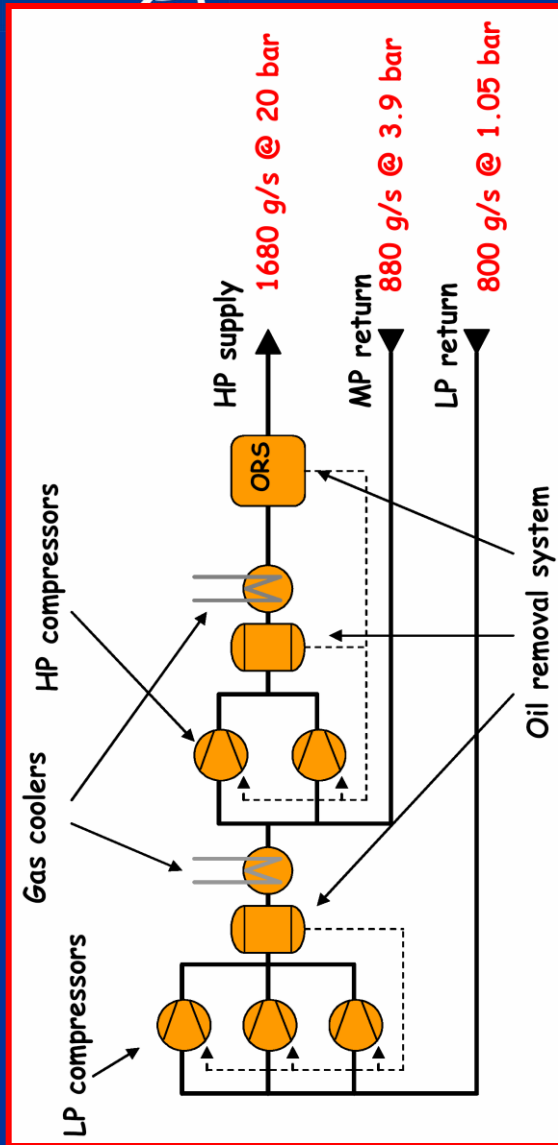 LP compressors
Gas coolers
HP compressors
ORS
HP supply
1680 g/s @ 20 bar
MP return
880 g/s @ 3.9 bar
LP return
800 g/s @ 1.05 bar
Oil removal system